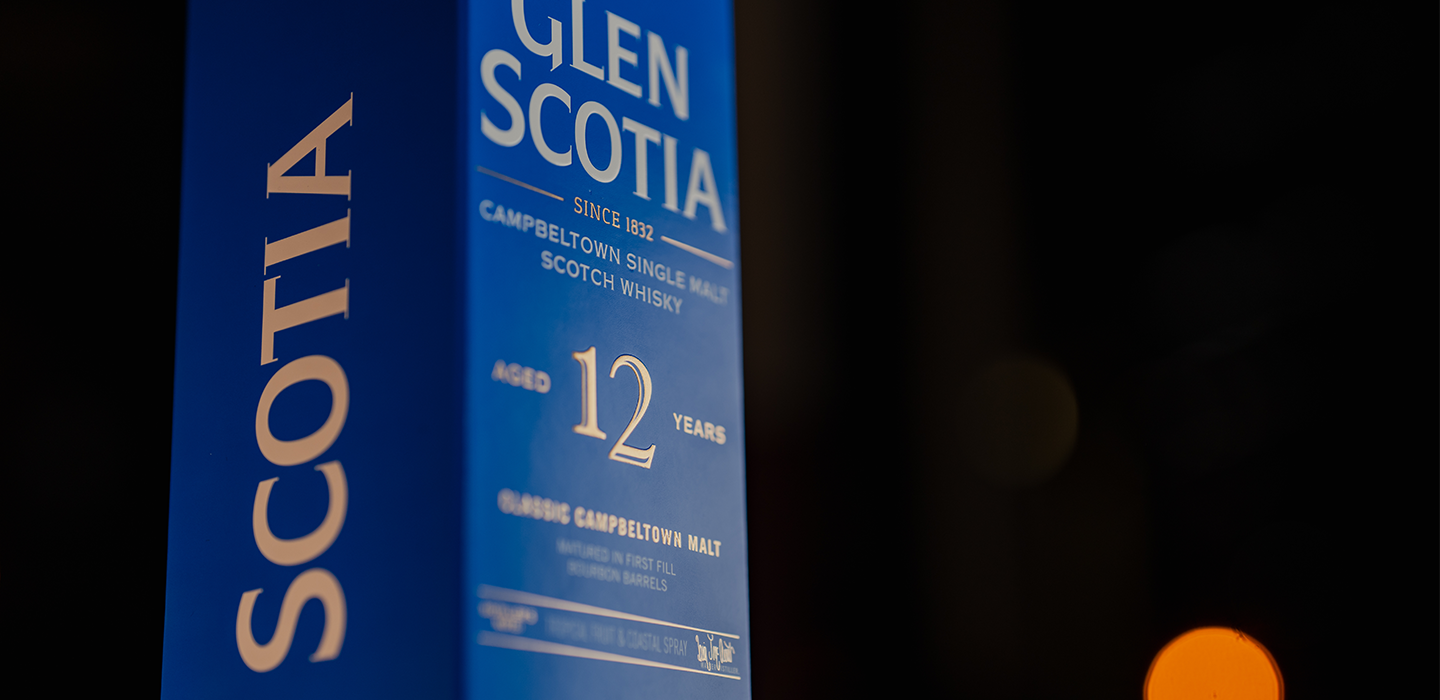 SCOTIA
GLEN
SCOTIA
SINCE 1832
CAMPBELTOWN SINGLE MALT
SCOTCH WHISKY
AGED 12 YEARS
CLASSIC CAMPBELTOWN MALT
MATURED IN FIRST FILL
BOURBON BARRELS
TROPICAL FRUIT & COASTAL SPRAY